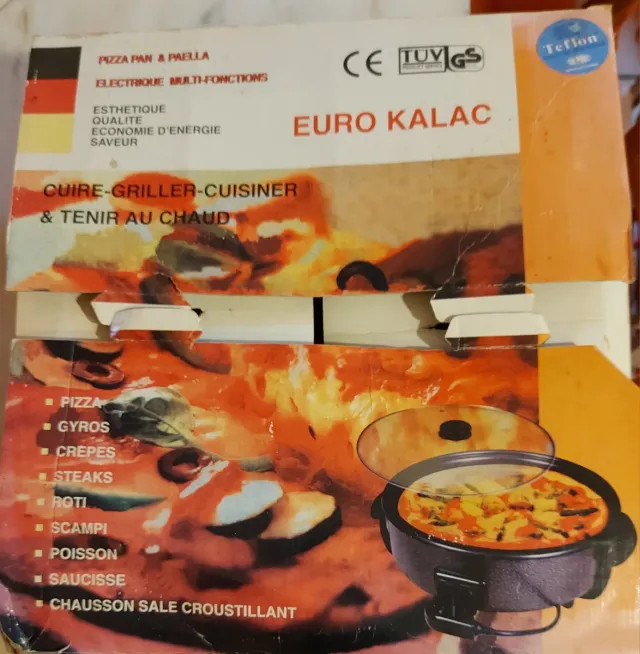 PIZZA PAN & PAELLA
ELECTRIQUE MULTI-FONCTIONS
ESTHETIQUE
QUALITE
ECONOMIE D'ENERGIE
SAVEUR
CE
TUV
GS
Teflon
EURO KALAC
CUIRE-GRILLER-CUISINER
& TENIR AU CHAUD
PIZZA
GYROS
CREPES
STEAKS
ROTI
SCAMPI
POISSON
SAUCISSE
CHAUSSON SALE CROUSTILLANT